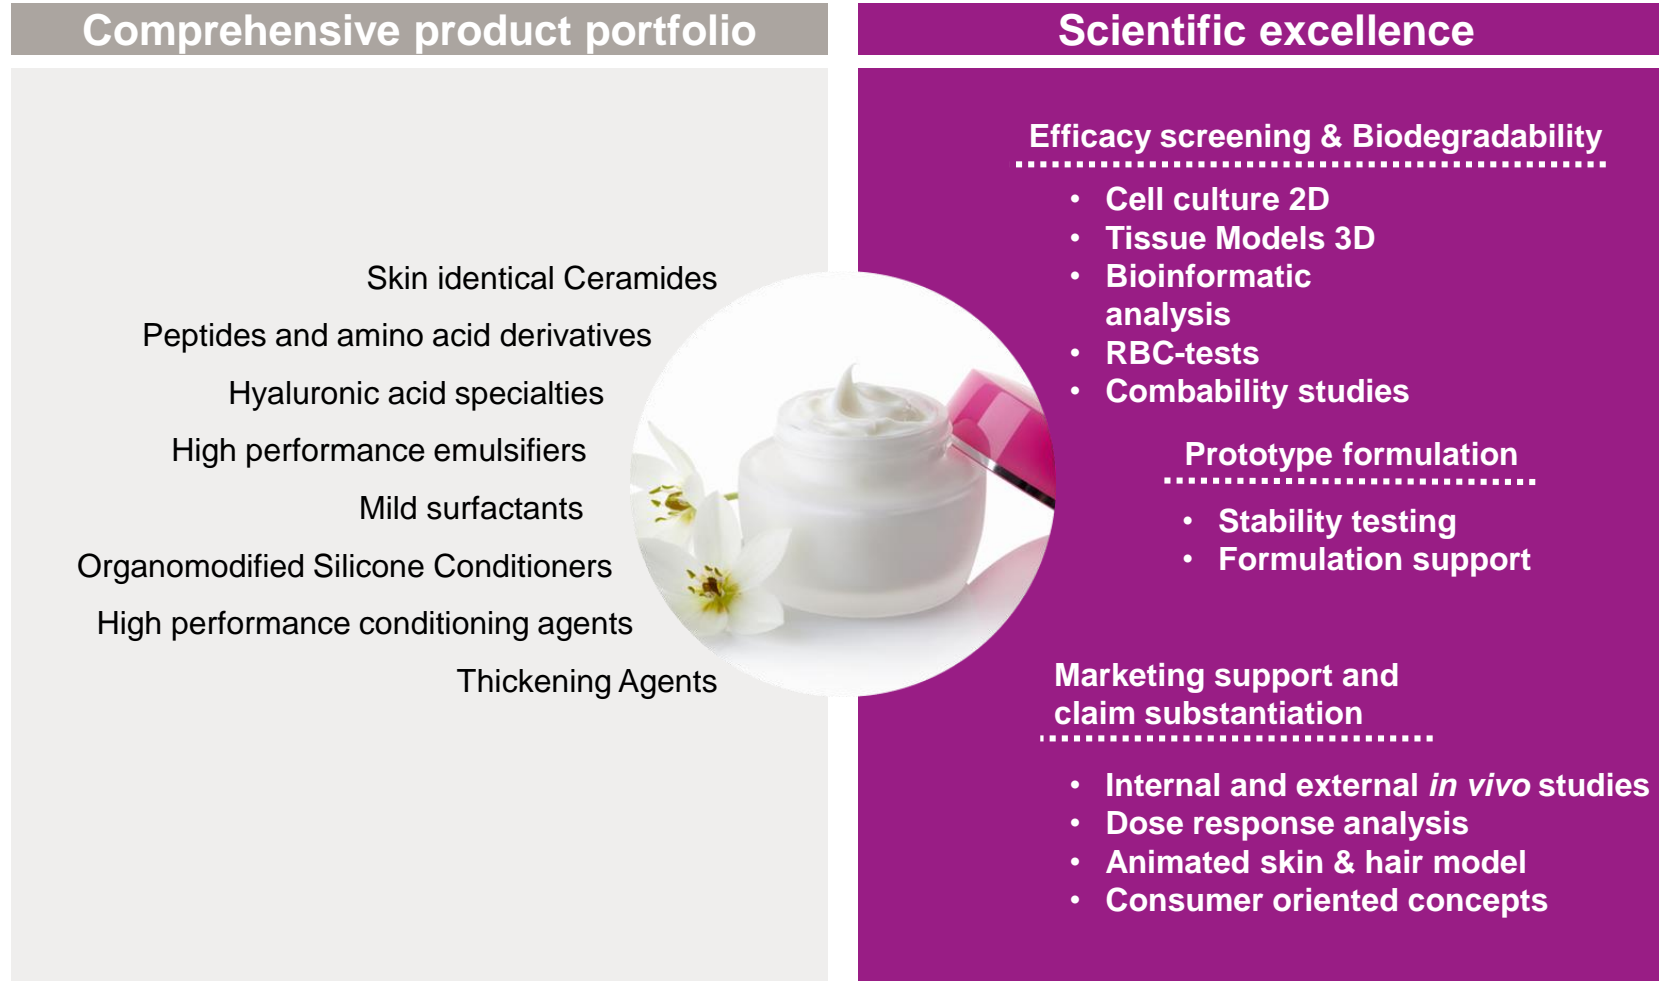 Comprehensive product portfolio
Skin identical Ceramides
Peptides and amino acid derivatives
Hyaluronic acid specialties
High performance emulsifiers
Mild surfactants
Organomodified Silicone Conditioners
High performance conditioning agents
Thickening Agents
Scientific excellence
Efficacy screening & Biodegradability
• Cell culture 2D
• Tissue Models 3D
• Bioinformatic
analysis
• RBC-tests
• Combability studies
Prototype formulation
• Stability testing
• Formulation support
Marketing support and
claim substantiation
• Internal and external in vivo studies
• Dose response analysis
• Animated skin & hair model
• Consumer oriented concepts